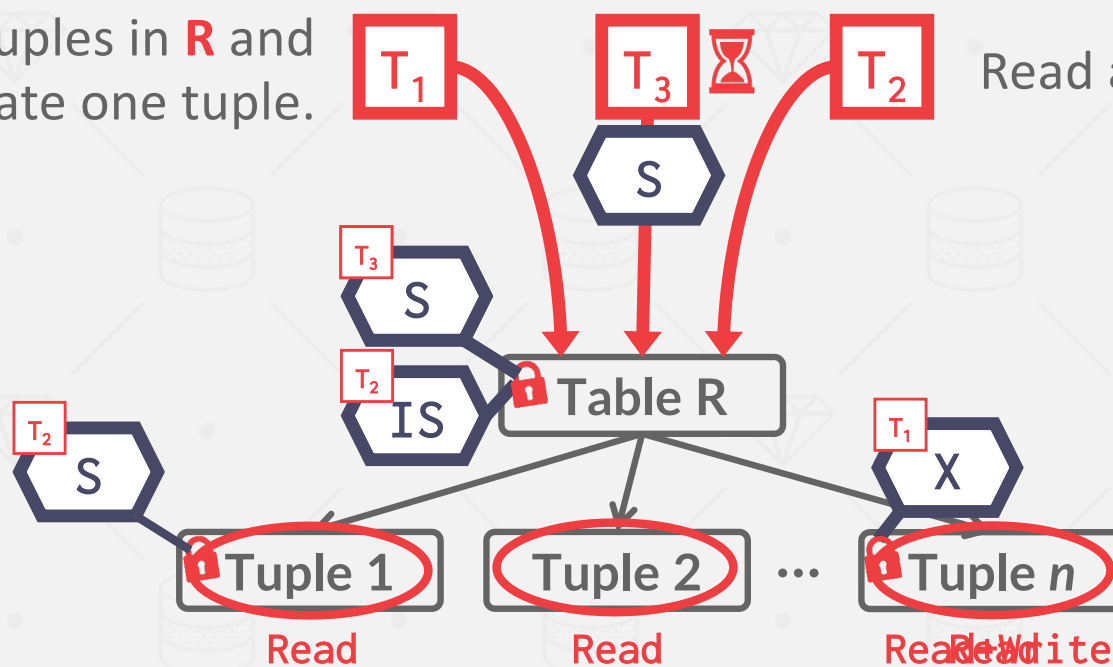 uples in R and
ate one tuple.
T1
T3
T2
Read a
S
T3
S
T2
IS
Table R
T2
S
T1
X
Tuple 1
Tuple 2
...
Tuple n
Read
Read